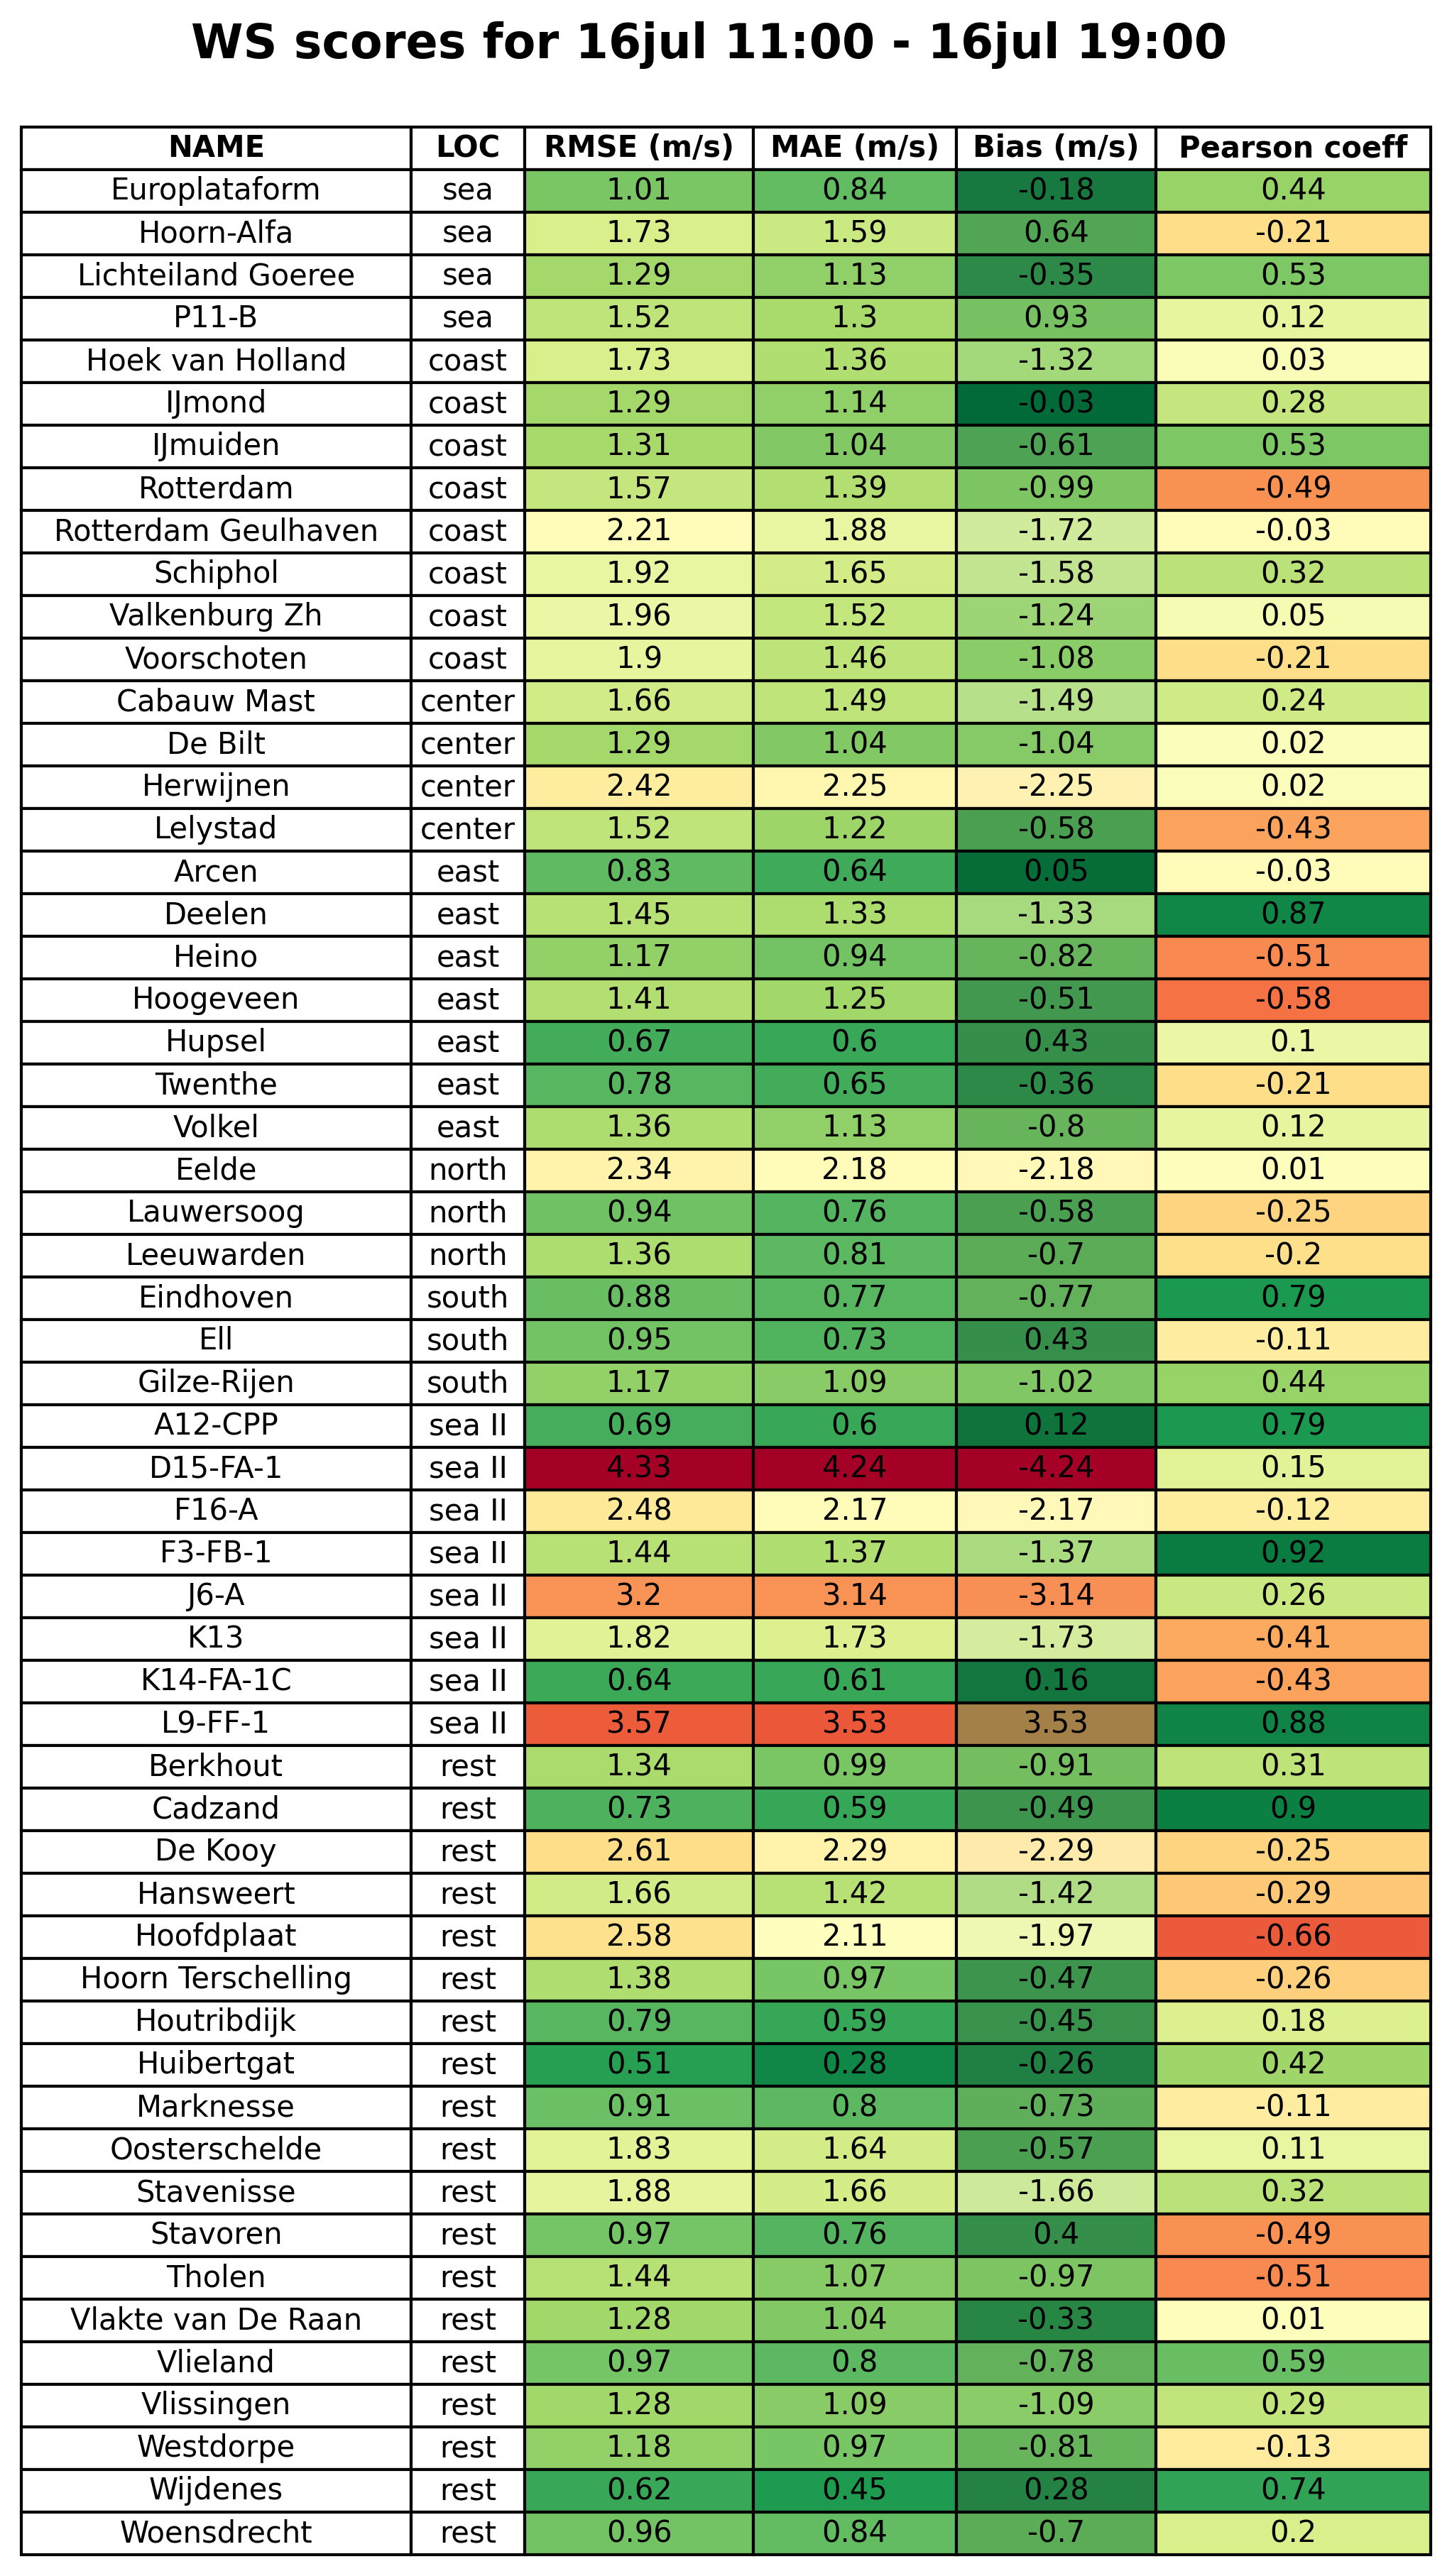 WS scores for 16jul 11:00 - 16jul 19:00
NAME LOC RMSE (m/s) MAE (m/s) Bias (m/s) Pearson coeff
Europlataform sea 1.01 0.84 -0.18 0.44
Hoorn-Alfa sea 1.73 1.59 0.64 -0.21
Lichteiland Goeree sea 1.29 1.13 -0.35 0.53
P11-B sea 1.52 1.3 0.93 0.12
Hoek van Holland coast 1.73 1.36 -1.32 0.03
IJmond coast 1.29 1.14 -0.03 0.28
IJmuiden coast 1.31 1.04 -0.61 0.53
Rotterdam coast 1.57 1.39 -0.99 -0.49
Rotterdam Geulhaven coast 2.21 1.88 -1.72 -0.03
Schiphol coast 1.92 1.65 -1.58 0.32
Valkenburg Zh coast 1.96 1.52 -1.24 0.05
Voorschoten coast 1.9 1.46 -1.08 -0.21
Cabauw Mast center 1.66 1.49 -1.49 0.24
De Bilt center 1.29 1.04 -1.04 0.02
Herwijnen center 2.42 2.25 -2.25 0.02
Lelystad center 1.52 1.22 -0.58 -0.43
Arcen east 0.83 0.64 0.05 -0.03
Deelen east 1.45 1.33 -1.33 0.87
Heino east 1.17 0.94 -0.82 -0.51
Hoogeveen east 1.41 1.25 -0.51 -0.58
Hupsel east 0.67 0.6 0.43 0.1
Twenthe east 0.78 0.65 -0.36 -0.21
Volkel east 1.36 1.13 -0.8 0.12
Eelde north 2.34 2.18 -2.18 0.01
Lauwersoog north 0.94 0.76 -0.58 -0.25
Leeuwarden north 1.36 0.81 -0.7 -0.2
Eindhoven south 0.88 0.77 -0.77 0.79
Ell south 0.95 0.73 0.43 -0.11
Gilze-Rijen south 1.17 1.09 -1.02 0.44
A12-CPP sea II 0.69 0.6 0.12 0.79
D15-FA-1 sea II 4.33 4.24 -4.24 0.15
F16-A sea II 2.48 2.17 -2.17 -0.12
F3-FB-1 sea II 1.44 1.37 -1.37 0.92
J6-A sea II 3.2 3.14 -3.14 0.26
K13 sea II 1.82 1.73 -1.73 -0.41
K14-FA-1C sea II 0.64 0.61 0.16 -0.43
L9-FF-1 sea II 3.57 3.53 3.53 0.88
Berkhout rest 1.34 0.99 -0.91 0.31
Cadzand rest 0.73 0.59 -0.49 0.9
De Kooy rest 2.61 2.29 -2.29 -0.25
Hansweert rest 1.66 1.42 -1.42 -0.29
Hoofdplaat rest 2.58 2.11 -1.97 -0.66
Hoorn Terschelling rest 1.38 0.97 -0.47 -0.26
Houtribdijk rest 0.79 0.59 -0.45 0.18
Huibertgat rest 0.51 0.28 -0.26 0.42
Marknesse rest 0.91 0.8 -0.73 -0.11
Oosterschelde rest 1.83 1.64 -0.57 0.11
Stavenisse rest 1.88 1.66 -1.66 0.32
Stavoren rest 0.97 0.76 0.4 -0.49
Tholen rest 1.44 1.07 -0.97 -0.51
Vlakte van De Raan rest 1.28 1.04 -0.33 0.01
Vlieland rest 0.97 0.8 -0.78 0.59
Vlissingen rest 1.28 1.09 -1.09 0.29
Westdorpe rest 1.18 0.97 -0.81 -0.13
Wijdenes rest 0.62 0.45 0.28 0.74
Woensdrecht rest 0.96 0.84 -0.7 0.2